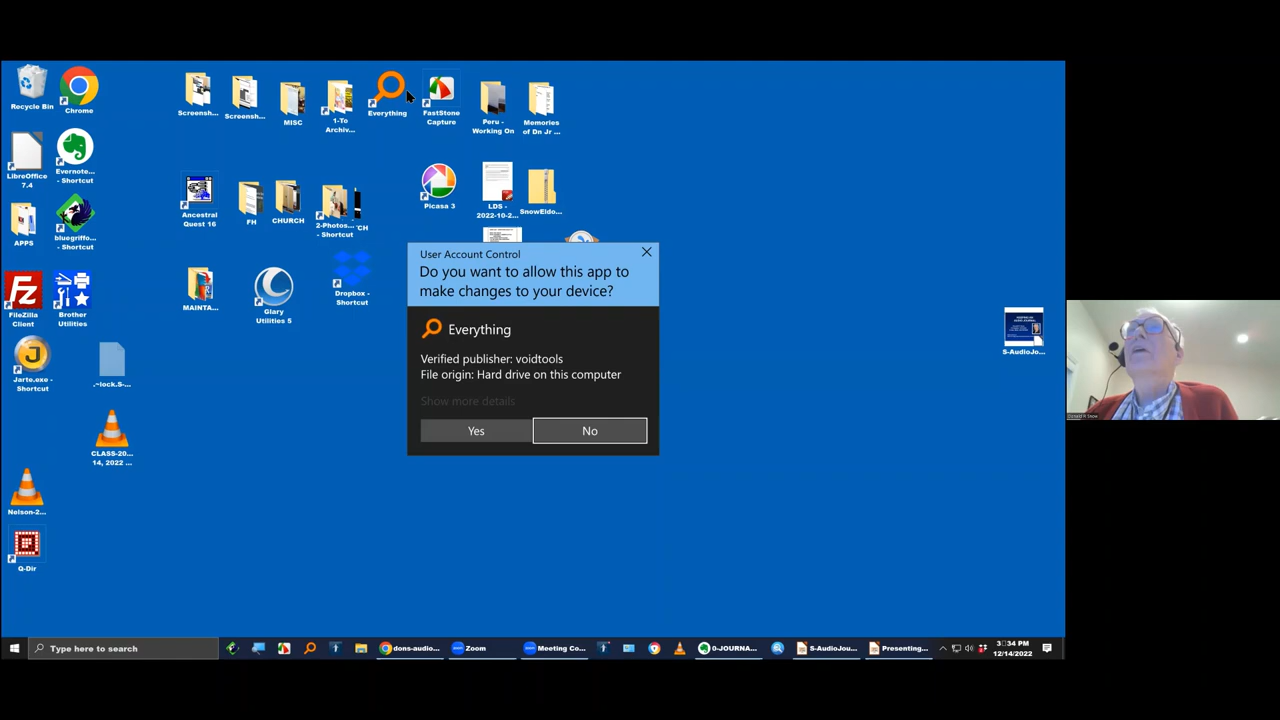 Recycle Bin
Chrome
Screensh...
Screensh...
MISC
1-To
Archiv...
Everything
FastStone
Capture
Peru -
Working On
Memories
of Dn Jr ...
LibreOffice
7.4
Evernote...
- Shortcut
Ancestral
Quest 16
FH
CHURCH
2-Photos...
- Shortcut
'CH
Picasa 3
LDS -
2022-10-2...
SnowEldo...
APPS
bluegriffo...
- Shortcut
FileZilla
Client
Brother
Utilities
MAINTA...
Glary
Utilities 5
Dropbox -
Shortcut
User Account Control
Do you want to allow this app to
make changes to your device?
Everything
Verified publisher: voidtools
File origin: Hard drive on this computer
Show more details
Yes
No
S-AudioJo...
Jarte.exe -
Shortcut
.~lock.S-...
CLASS-20...
14, 2022 ...
Nelson-2...
Q-Dir
Donald R Snow
Type here to search
dons-audio...
Zoom
Meeting Co...
0-JOURNA...
S-AudioJou...
Presenting...
3:34 PM
12/14/2022